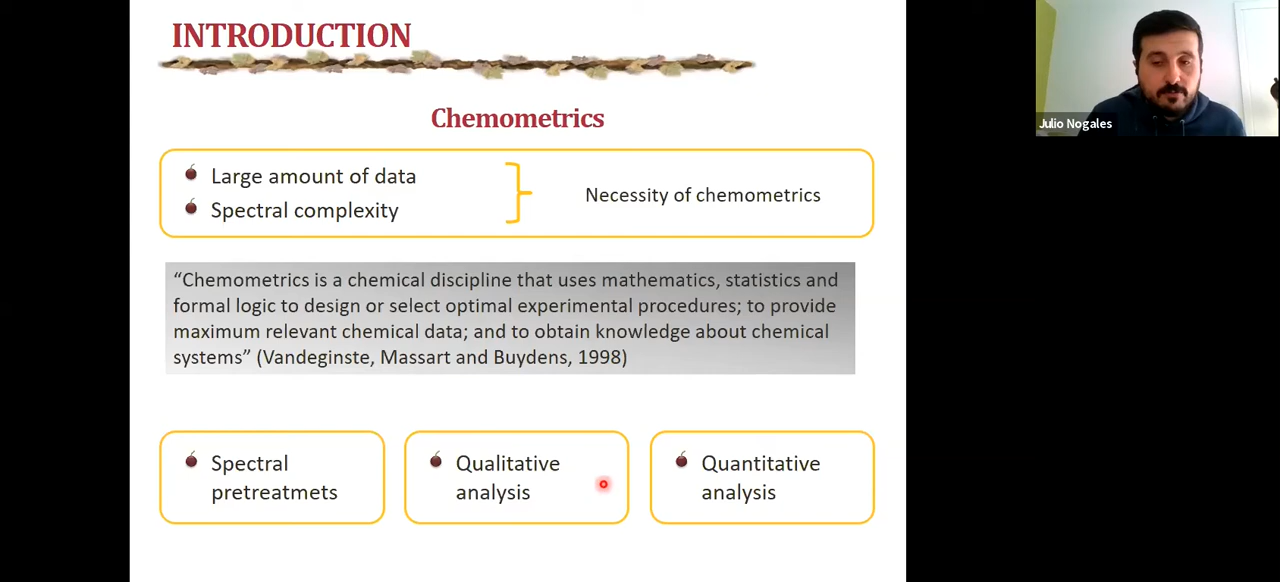 INTRODUCTION
Julio Nogales
Chemometrics
Large amount of data
Spectral complexity
Necessity of chemometrics
“Chemometrics is a chemical discipline that uses mathematics, statistics and
formal logic to design or select optimal experimental procedures; to provide
maximum relevant chemical data; and to obtain knowledge about chemical
systems” (Vandeginste, Massart and Buydens, 1998)
Spectral
pretreatmets
Qualitative
analysis
Quantitative
analysis